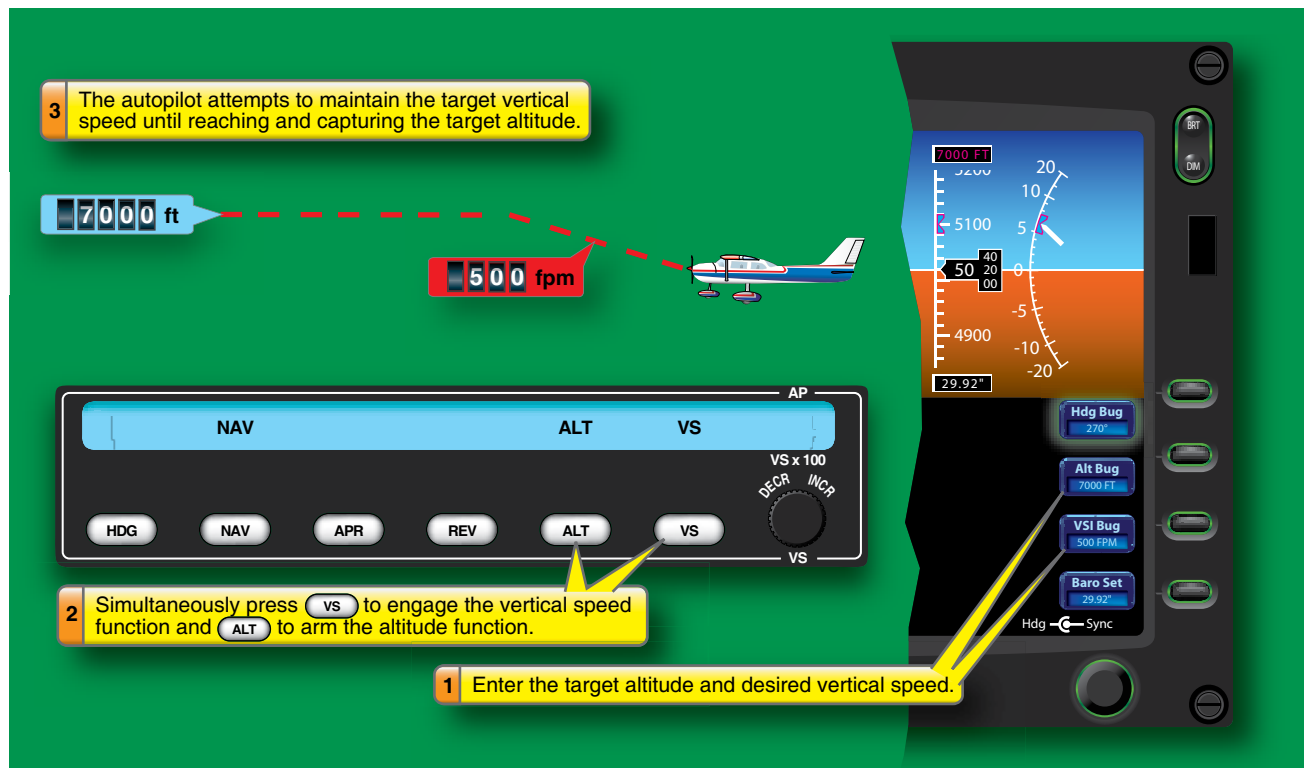 3
The autopilot attempts to maintain the target vertical
speed until reaching and capturing the target altitude.
7000 ft
500 fpm
AP
NAV ALT VS
VS x 100
DECR INCR
HDG NAV APR REV ALT VS
VS
2
Simultaneously press VS to engage the vertical speed
function and ALT to arm the altitude function.
1
Enter the target altitude and desired vertical speed.
7000 FT
5200
5100
50
40
20
00
4900
29.92"
20
10
5
0
-5
-10
-20
BRT
DIM
Hdg Bug
270°
Alt Bug
7000 FT
VSI Bug
500 FPM
Baro Set
29.92"
Hdg Sync